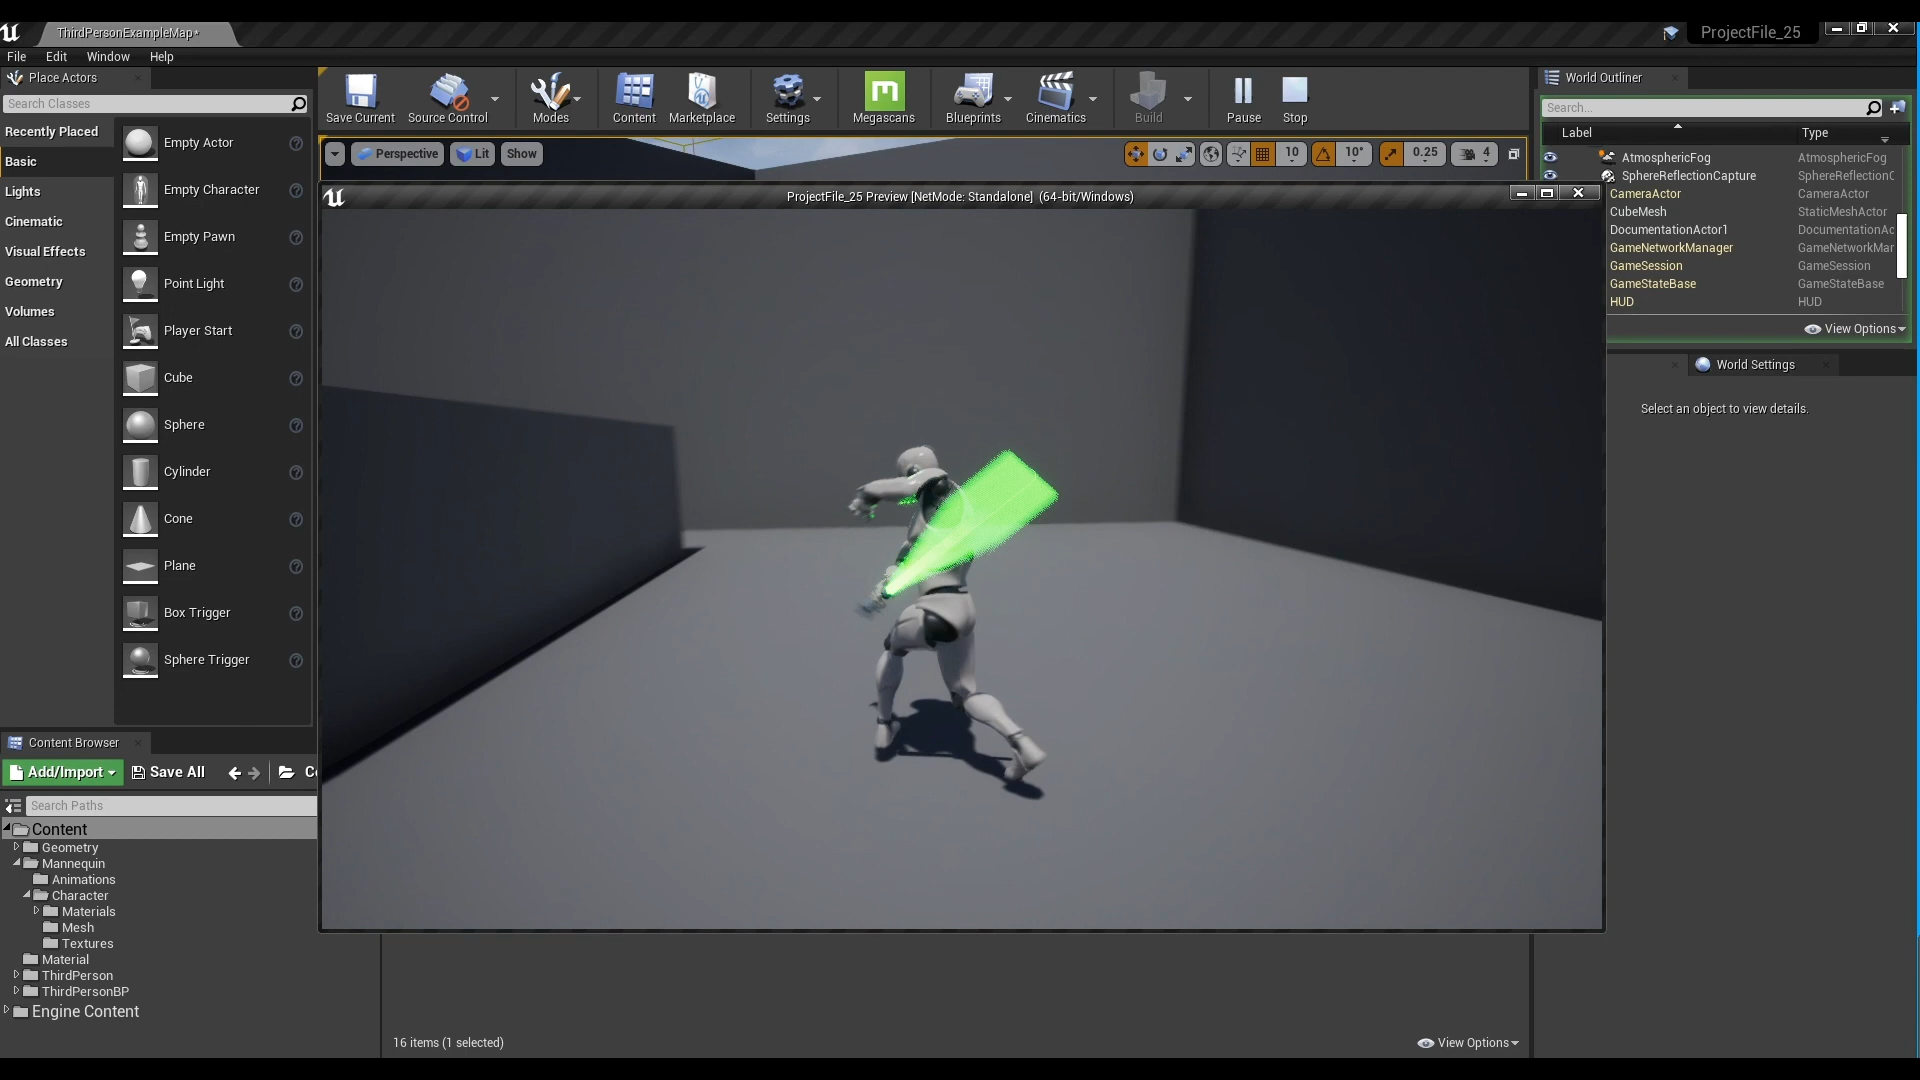 ThirdPersonExampleMap*
ProjectFile_25
File Edit Window Help
Place Actors
Search Classes
Recently Placed
Basic
Lights
Cinematic
Visual Effects
Geometry
Volumes
All Classes
Empty Actor
Empty Character
Empty Pawn
Point Light
Player Start
Cube
Sphere
Cylinder
Cone
Plane
Box Trigger
Sphere Trigger
Save Current Source Control Modes Content Marketplace Settings Megascans Blueprints Cinematics Build Pause Stop
Perspective Lit Show 10 10° 0.25 4
ProjectFile_25 Preview [NetMode: Standalone] (64-bit/Windows)
World Outliner
Search...
Label Type
AtmosphericFog AtmosphericFog
SphereReflectionCapture SphereReflectionC
CameraActor CameraActor
CubeMesh StaticMeshActor
DocumentationActor1 DocumentationAc
GameNetworkManager GameNetworkMar
GameSession GameSession
GameStateBase GameStateBase
HUD HUD
View Options
World Settings
Select an object to view details.
Content Browser
Add/Import Save All Co
Search Paths
Content
Geometry
Mannequin
Animations
Character
Materials
Mesh
Textures
Material
ThirdPerson
ThirdPersonBP
Engine Content
16 items (1 selected)
View Options